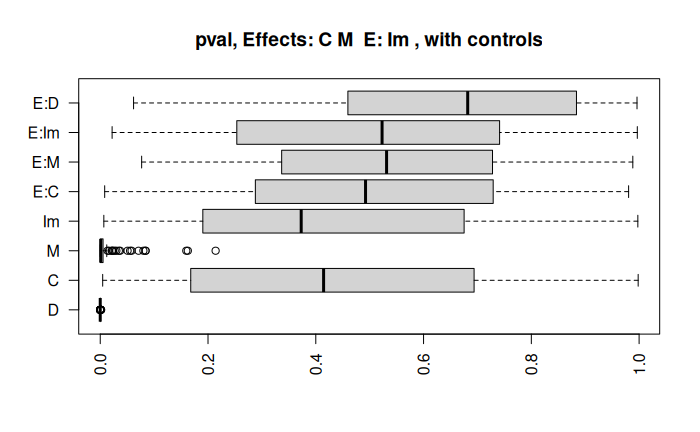 pval, Effects: C M  E: Im , with controls
E:D
E:Im
E:M
E:C
Im
M
C
D
0.0 0.2 0.4 0.6 0.8 1.0